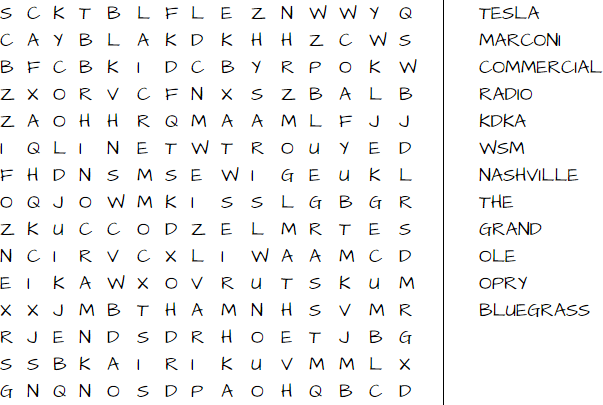 S C K T B L F L E Z N W W Y Q TESLA
C A Y B L A K D K H H Z C W S MARCONI
B F C B K I D C B Y R P O K W COMMERCIAL
Z X O R V C F N X S Z B A L B RADIO
Z A O H H R Q M A A M L F J J KDKA
I Q L I N E T W T R O U Y E D WSM
F H D N S M S E W I G E U K L NASHVILLE
O Q J O W M K I S S L G B G R THE
Z K U C C O D Z E L M R T E S GRAND
N C I R V C X L I W A A M C D OLE
E I K A W X O V R U T S K U M OPRY
X X J M B T H A M N H S V M R BLUEGRASS
R J E N D S D R H O E T J B G
S S B K A I R I K U V M M L X
G N Q N O S D P A O H Q B C D